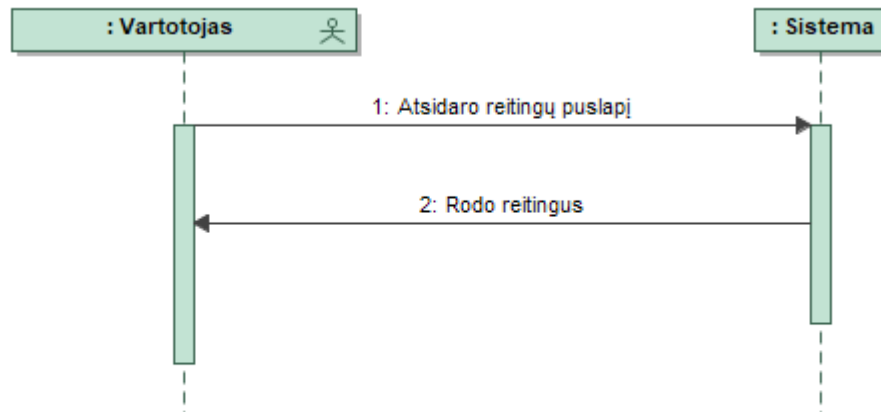 : Vartotojas
: Sistema
1: Atsidaro reitingų puslapį
2: Rodo reitingus